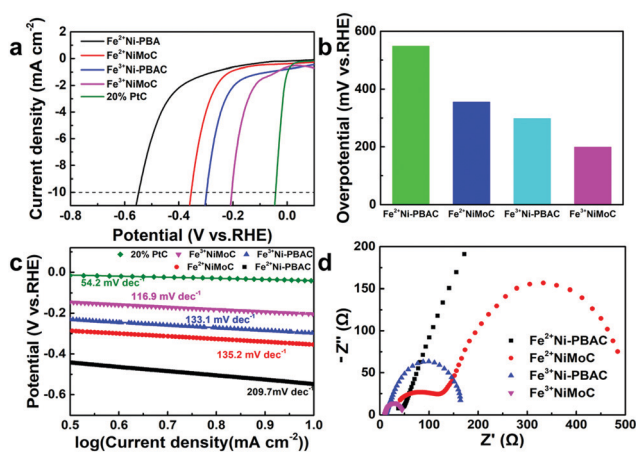 a
Current density (mA cm⁻²)
2
0
-2
-4
-6
-8
-10
Fe²⁺Ni-PBA
Fe²⁺NiMoC
Fe³⁺Ni-PBAC
Fe³⁺NiMoC
20% PtC
-0.8 -0.6 -0.4 -0.2 0.0
Potential (V vs.RHE)
b
Overpotential (mV vs.RHE)
600
400
200
0
Fe²⁺Ni-PBAC Fe²⁺NiMoC Fe³⁺Ni-PBAC Fe³⁺NiMoC
c
Potential (V vs.RHE)
0.0
-0.2
-0.4
-0.6
20% PtC Fe³⁺NiMoC Fe³⁺Ni-PBAC
Fe²⁺NiMoC Fe²⁺Ni-PBAC
54.2 mV dec⁻¹
116.9 mV dec⁻¹
133.1 mV dec⁻¹
135.2 mV dec⁻¹
209.7mV dec⁻¹
0.5 0.6 0.7 0.8 0.9 1.0
log(Current density(mA cm⁻²)
d
-Z'' (Ω)
-200
-150
-100
-50
0
Fe²⁺Ni-PBAC
Fe²⁺NiMoC
Fe³⁺Ni-PBAC
Fe³⁺NiMoC
0 100 200 300 400 500
Z' (Ω)